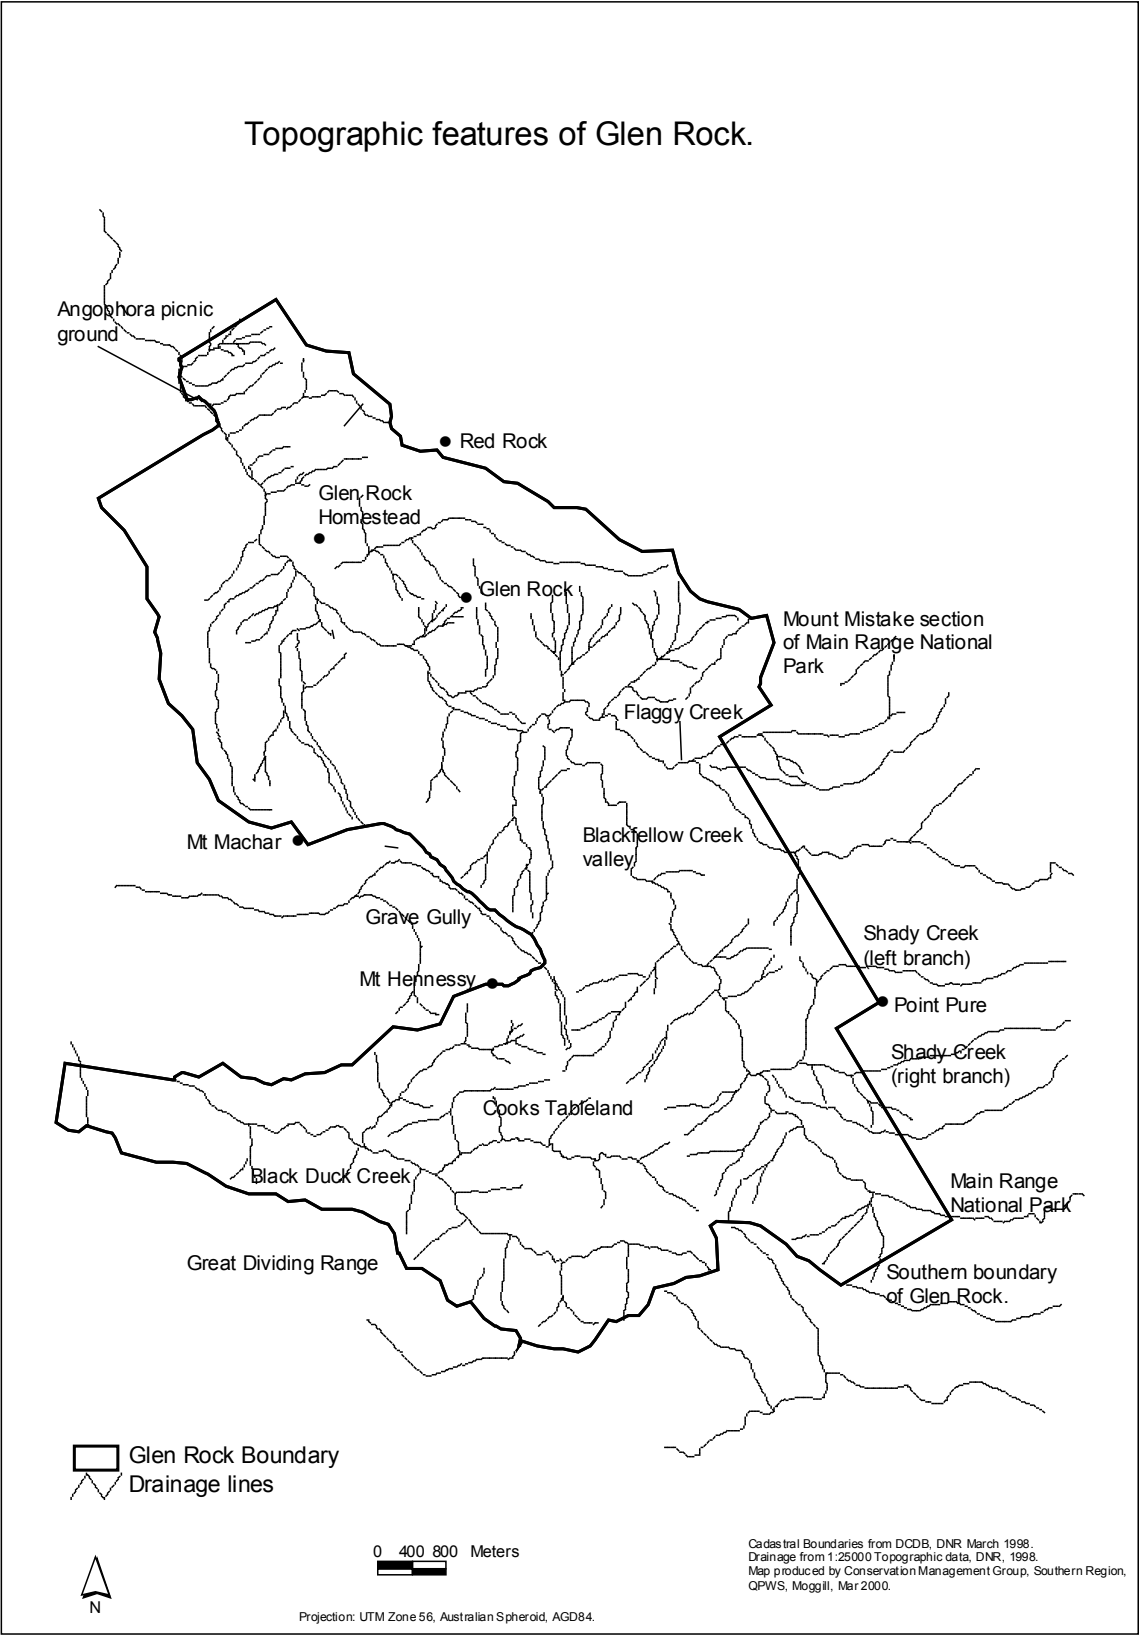 Topographic features of Glen Rock.
Angophora picnic
ground
Red Rock
Glen Rock
Homestead
Glen Rock
Mount Mistake section
of Main Range National
Park
Flaggy Creek
Mt Machar
Blackfellow Creek
valley
Grave Gully
Shady Creek
(left branch)
Mt Hennessy
Point Pure
Shady Creek
(right branch)
Cooks Tableland
Black Duck Creek
Main Range
National Park
Great Dividing Range
Southern boundary
of Glen Rock.
Glen Rock Boundary
Drainage lines
0 400 800 Meters
N
Cadastral Boundaries from DCDB, DNR March 1998.
Drainage from 1:25000 Topographic data, DNR, 1998.
Map produced by Conservation Management Group, Southern Region,
QPWS, Moggill, Mar 2000.
Projection: UTM Zone 56, Australian Spheroid, AGD84.